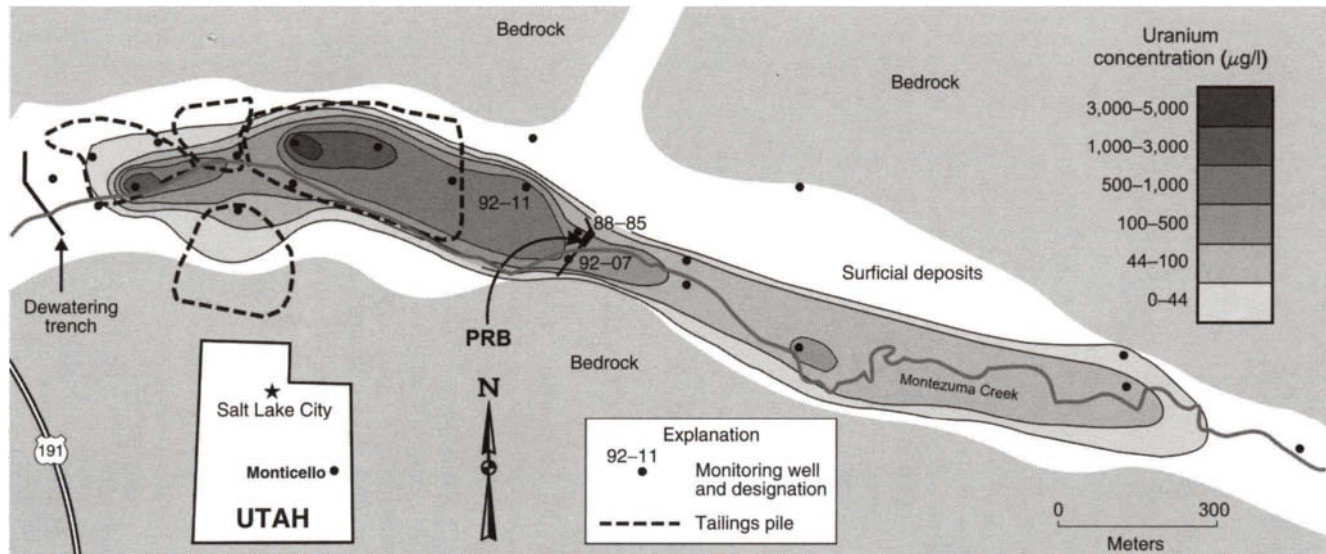 Bedrock
Bedrock
Uranium
concentration (μg/l)
3,000–5,000
1,000–3,000
500–1,000
100–500
44–100
0–44
92–11
88–85
92–07
Surficial deposits
Dewatering
trench
PRB
Bedrock
N
Montezuma Creek
191
Salt Lake City
Monticello
UTAH
Explanation
92–11
Monitoring well
and designation
Tailings pile
0
300
Meters